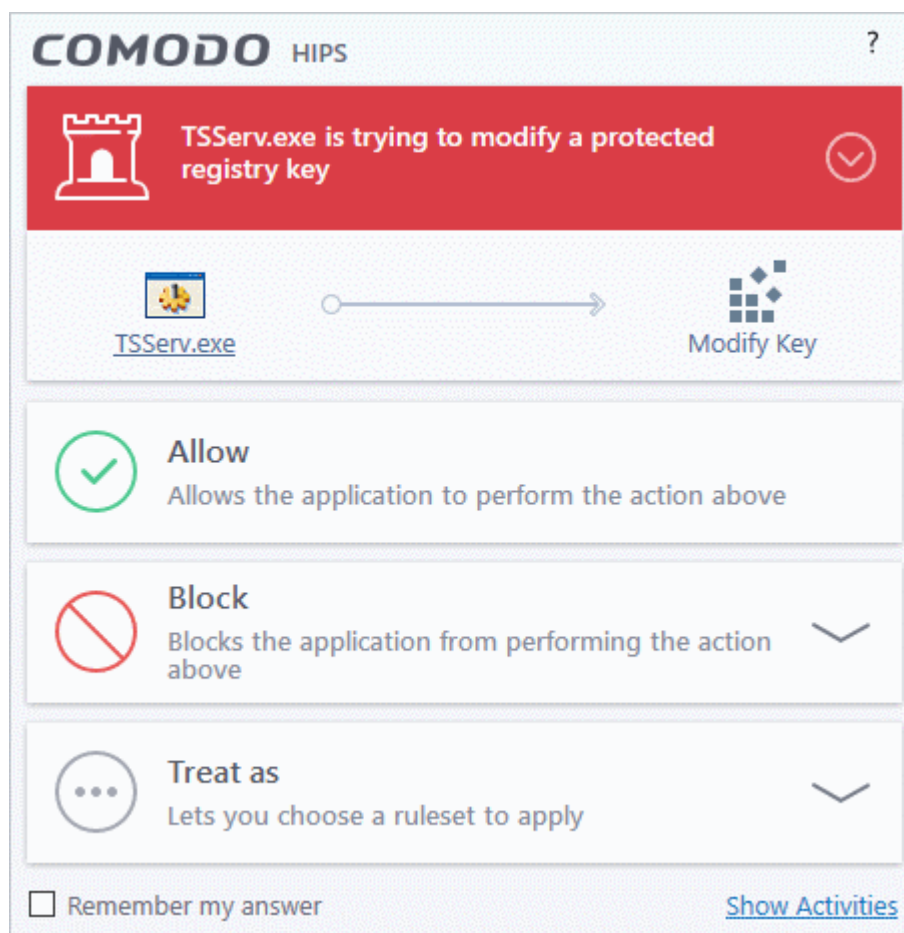 COMODO HIPS ?
TSServ.exe is trying to modify a protected
registry key
TSServ.exe Modify Key
Allow
Allows the application to perform the action above
Block
Blocks the application from performing the action
above
Treat as
Lets you choose a ruleset to apply
Remember my answer Show Activities